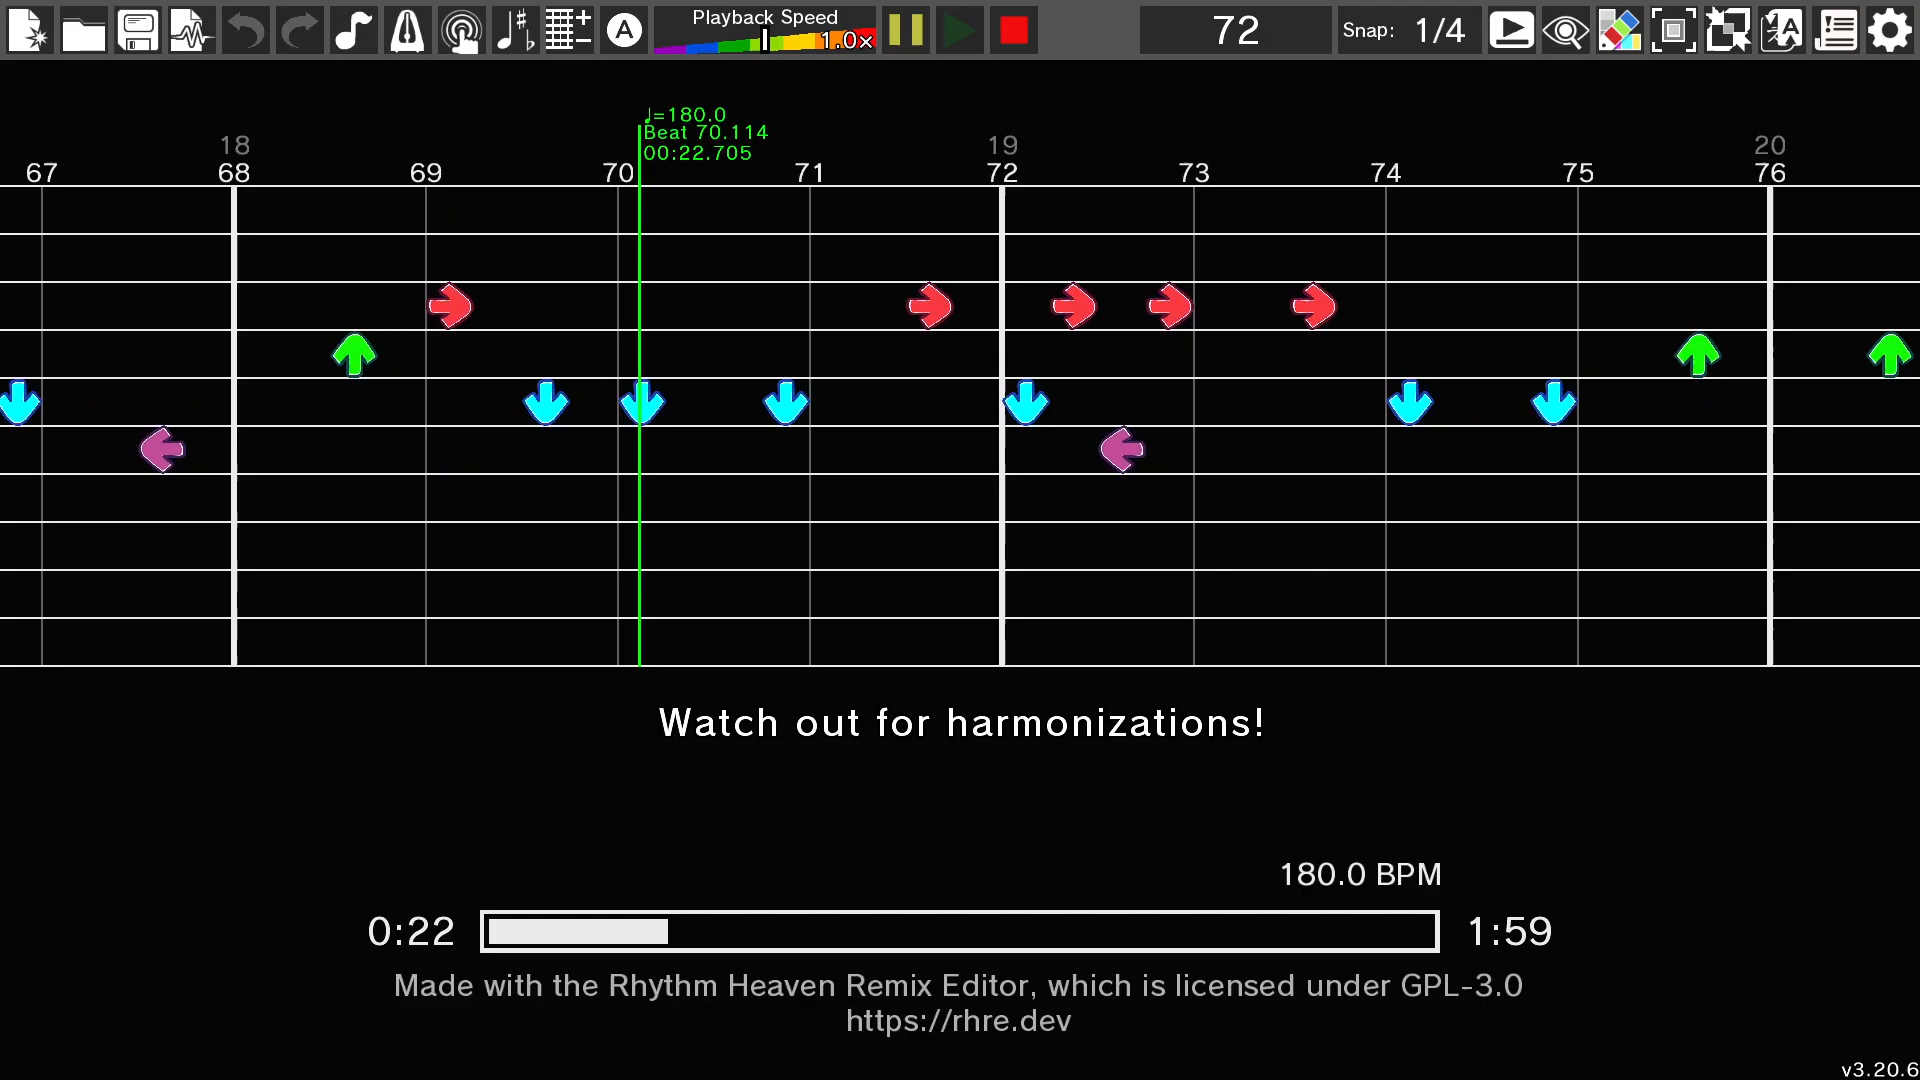 Playback Speed
1.0x
72
Snap: 1/4
A
A
♩=180.0
Beat 70.114
00:22.705
18 19 20
67 68 69 70 71 72 73 74 75 76
Watch out for harmonizations!
180.0 BPM
0:22 1:59
Made with the Rhythm Heaven Remix Editor, which is licensed under GPL-3.0
https://rhre.dev
v3.20.6